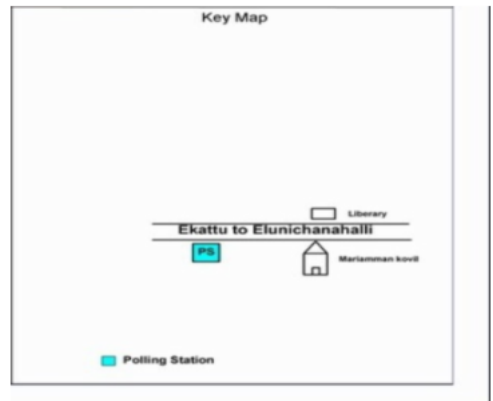 Key Map
Liberary
Ekattu to Elunichanahalli
PS
Mariamman kovil
Polling Station